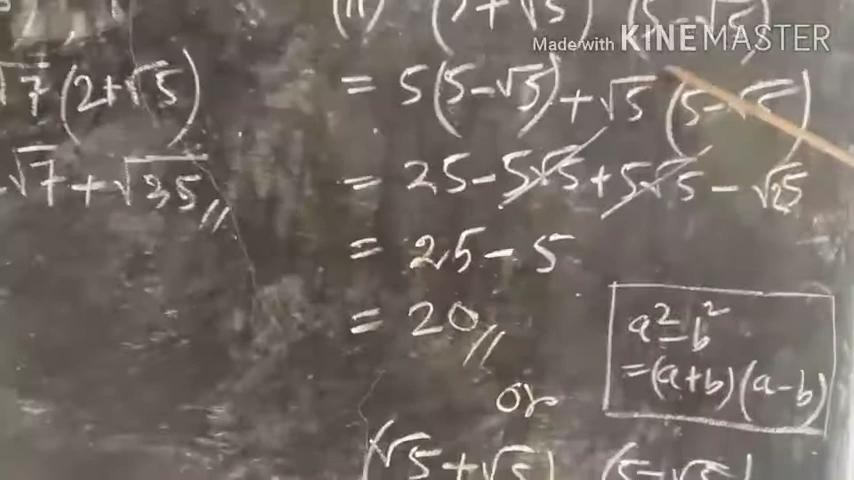 (ii) (5+√5) (5-√5)
Made with KINEMASTER
√7(2+√5)
= 5(5-√5)+√5(5-√5)
√7+√35//
= 25-5√5+5√5-√25
= 25-5
= 20//
a²-b²
=(a+b)(a-b)
or
(√5+√5) (5-√5)